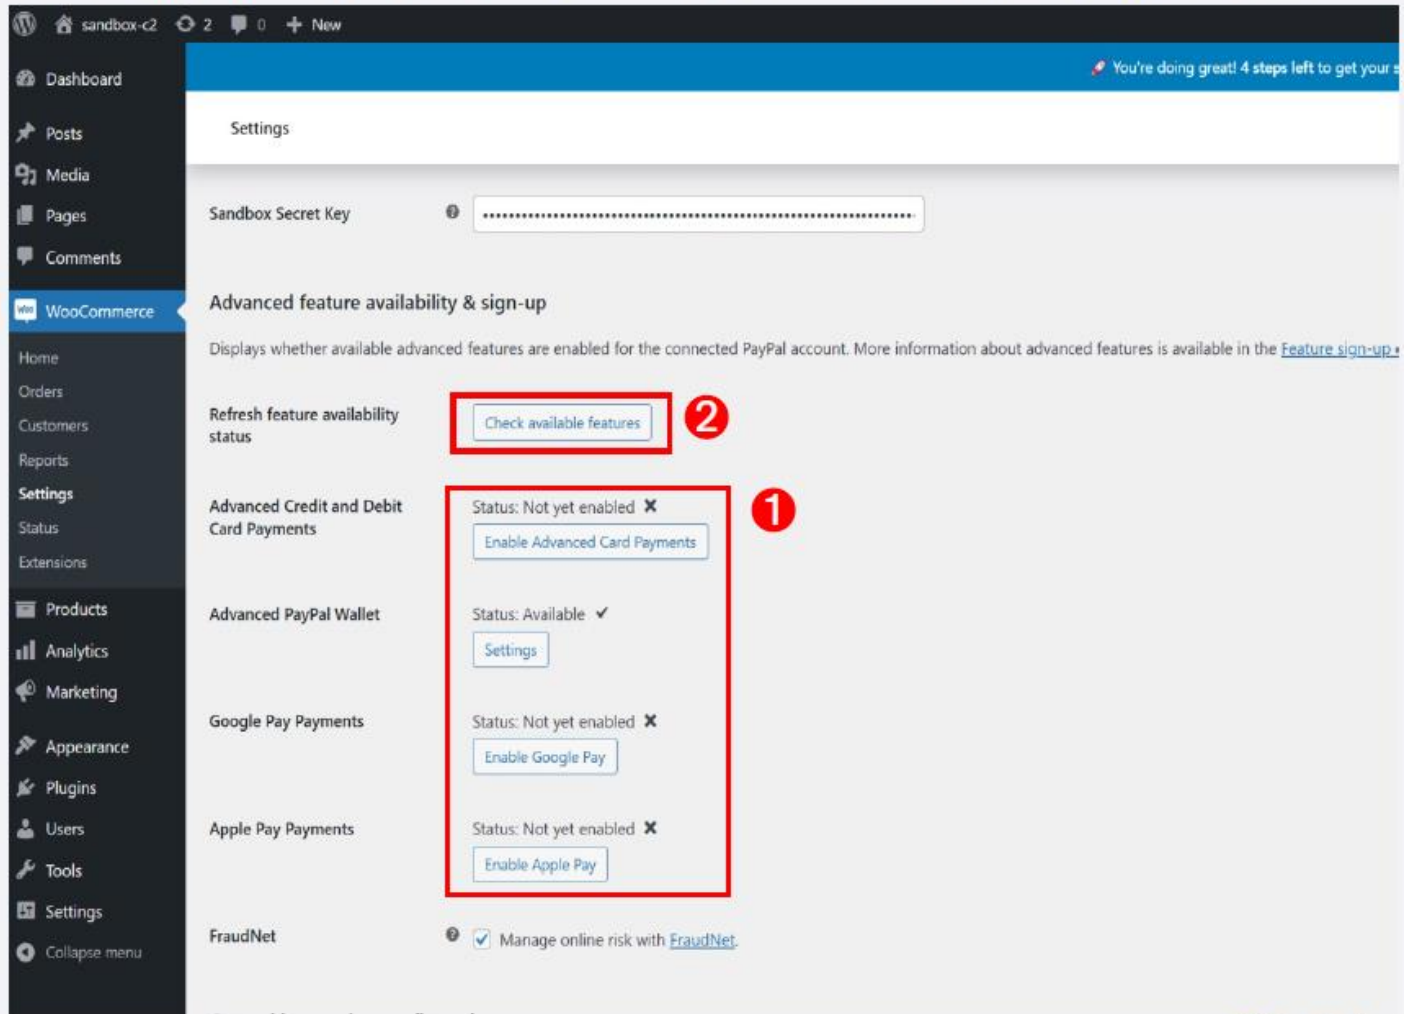 sandbox-c2 2 0 + New
Dashboard
🚀 You're doing great! 4 steps left to get your
Posts
Settings
Media
Pages
Sandbox Secret Key
••••••••••••••••••••••••••••••••••••••••••••••••••••••••••••••••••••••
Comments
WooCommerce
Advanced feature availability & sign-up
Home
Displays whether available advanced features are enabled for the connected PayPal account. More information about advanced features is available in the Feature sign-up
Orders
Customers
Refresh feature availability
status
Check available features
2
Reports
Settings
Status
Extensions
Advanced Credit and Debit
Card Payments
Status: Not yet enabled ✖
Enable Advanced Card Payments
1
Products
Advanced PayPal Wallet
Status: Available ✔
Settings
Analytics
Marketing
Google Pay Payments
Status: Not yet enabled ✖
Enable Google Pay
Appearance
Plugins
Users
Apple Pay Payments
Status: Not yet enabled ✖
Enable Apple Pay
Tools
Settings
Collapse menu
FraudNet
Manage online risk with FraudNet.